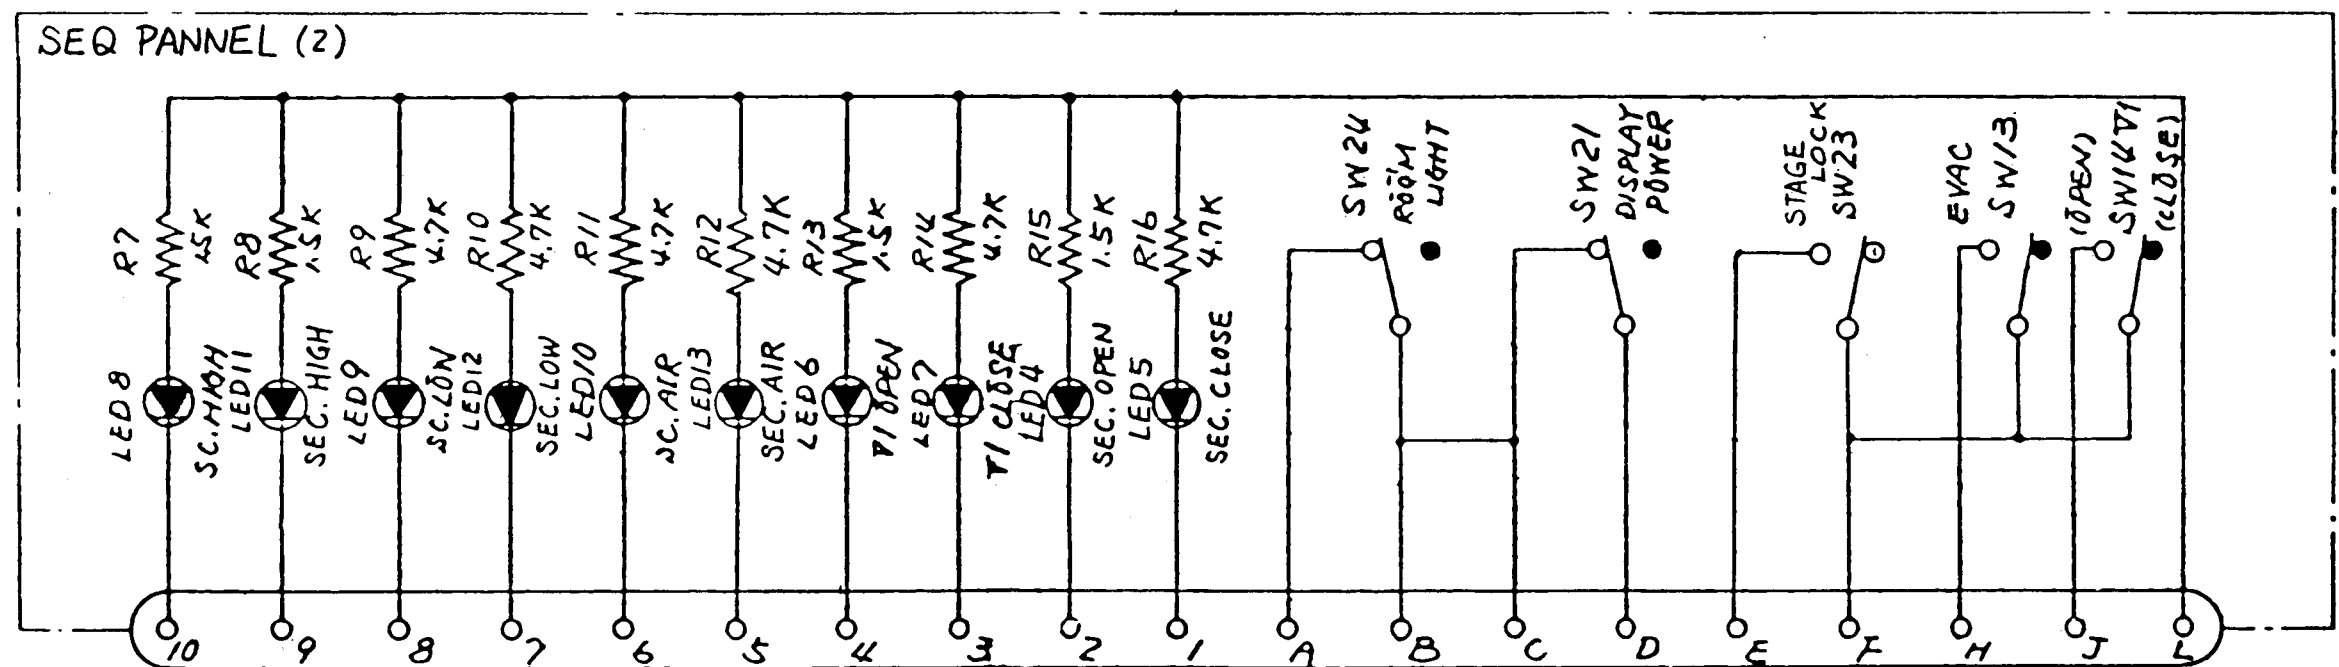 SEQ PANNEL (2)
R7
1.5K
R8
1.5K
R9
4.7K
R10
4.7K
R11
4.7K
R12
4.7K
R13
1.5K
R14
4.7K
R15
1.5K
R16
4.7K
SW24
ROOM
LIGHT
SW21
DISPLAY
POWER
STAGE
LOCK
SW23
EVAC
SW13
(OPEN)
SW14 V1
(CLOSE)
LED8
SC.HIGH
LED11
SEC.HIGH
LED9
SC.LOW
LED12
SEC.LOW
LED10
SC.AIR
LED13
SEC.AIR
LED6
V1 OPEN
LED7
V1 CLOSE
LED4
SEC.OPEN
LED5
SEC.CLOSE
10
9
8
7
6
5
4
3
2
1
A
B
C
D
E
F
H
J
L